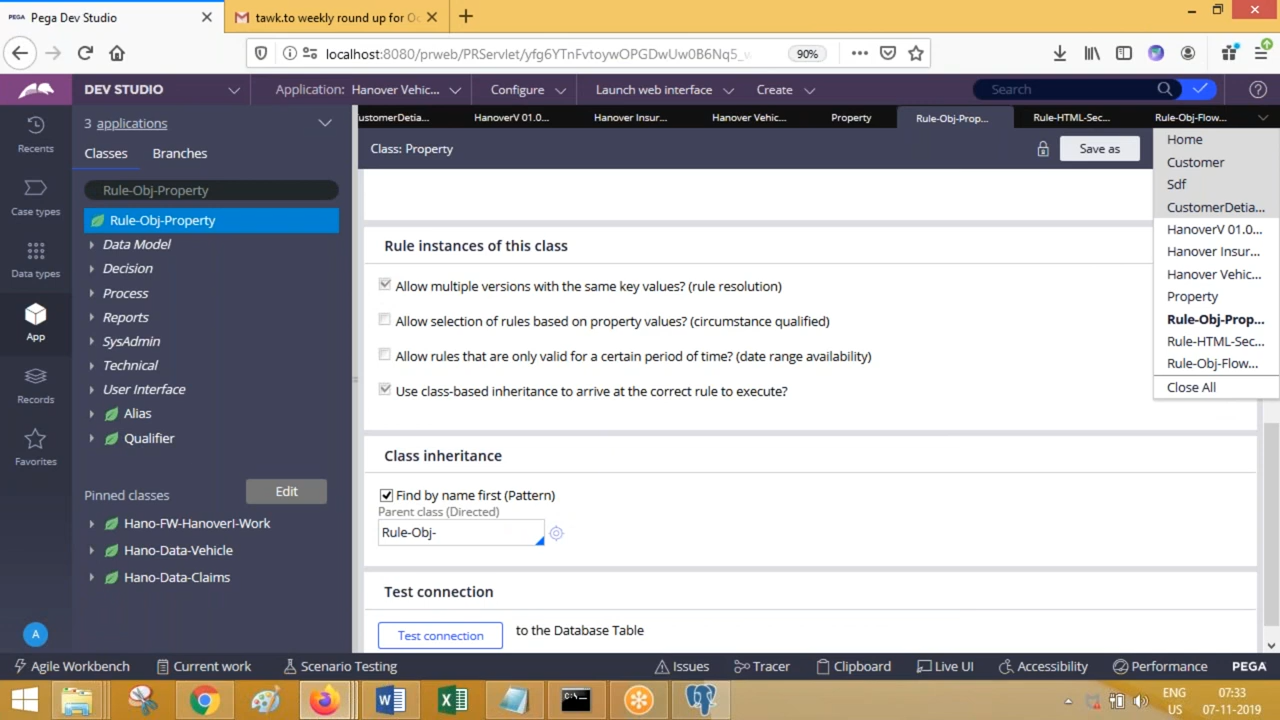 PEGA Pega Dev Studio
tawk.to weekly round up for Oc
localhost:8080/prweb/PRServlet/yfg6YTnFvtoywOPGDwUw0B6Nq5_
90%
DEV STUDIO
Application: Hanover Vehic...
Configure
Launch web interface
Create
Search
3 applications
Classes
Branches
Rule-Obj-Property
Rule-Obj-Property
Data Model
Decision
Process
Reports
SysAdmin
Technical
User Interface
Alias
Qualifier
Pinned classes
Edit
Hano-FW-HanoverI-Work
Hano-Data-Vehicle
Hano-Data-Claims
Recents
Case types
Data types
App
Records
Favorites
A
ustomerDetia...
HanoverV 01.0...
Hanover Insur...
Hanover Vehic...
Property
Rule-Obj-Prop...
Rule-HTML-Sec...
Rule-Obj-Flow...
Class: Property
Save as
Home
Customer
Sdf
CustomerDetia...
HanoverV 01.0...
Hanover Insur...
Hanover Vehic...
Property
Rule-Obj-Prop...
Rule-HTML-Sec...
Rule-Obj-Flow...
Close All
Rule instances of this class
Allow multiple versions with the same key values? (rule resolution)
Allow selection of rules based on property values? (circumstance qualified)
Allow rules that are only valid for a certain period of time? (date range availability)
Use class-based inheritance to arrive at the correct rule to execute?
Class inheritance
Find by name first (Pattern)
Parent class (Directed)
Rule-Obj-
Test connection
Test connection
to the Database Table
Agile Workbench
Current work
Scenario Testing
Issues
Tracer
Clipboard
Live UI
Accessibility
Performance
PEGA
ENG
US
07:33
07-11-2019